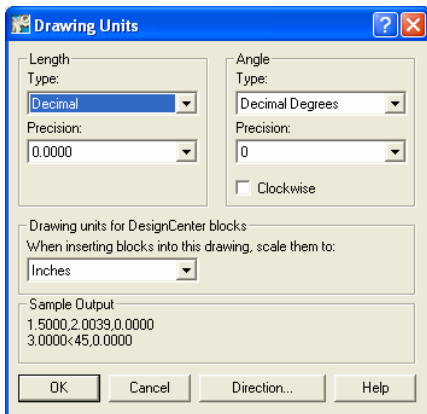 Drawing Units
Length
Type:
Decimal
Precision:
0.0000
Angle
Type:
Decimal Degrees
Precision:
0
Clockwise
Drawing units for DesignCenter blocks
When inserting blocks into this drawing, scale them to:
Inches
Sample Output
1.5000,2.0039,0.0000
3.0000<45,0.0000
OK Cancel Direction... Help